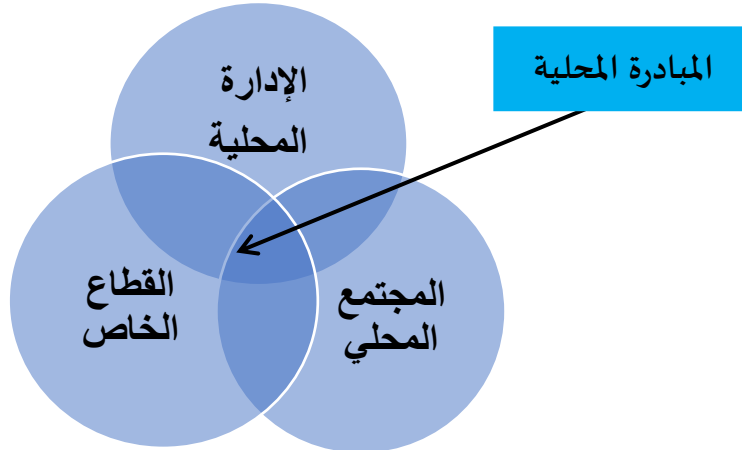 المبادرة المحلية
الإدارة
المحلية
المجتمع
المحلي
القطاع
الخاص